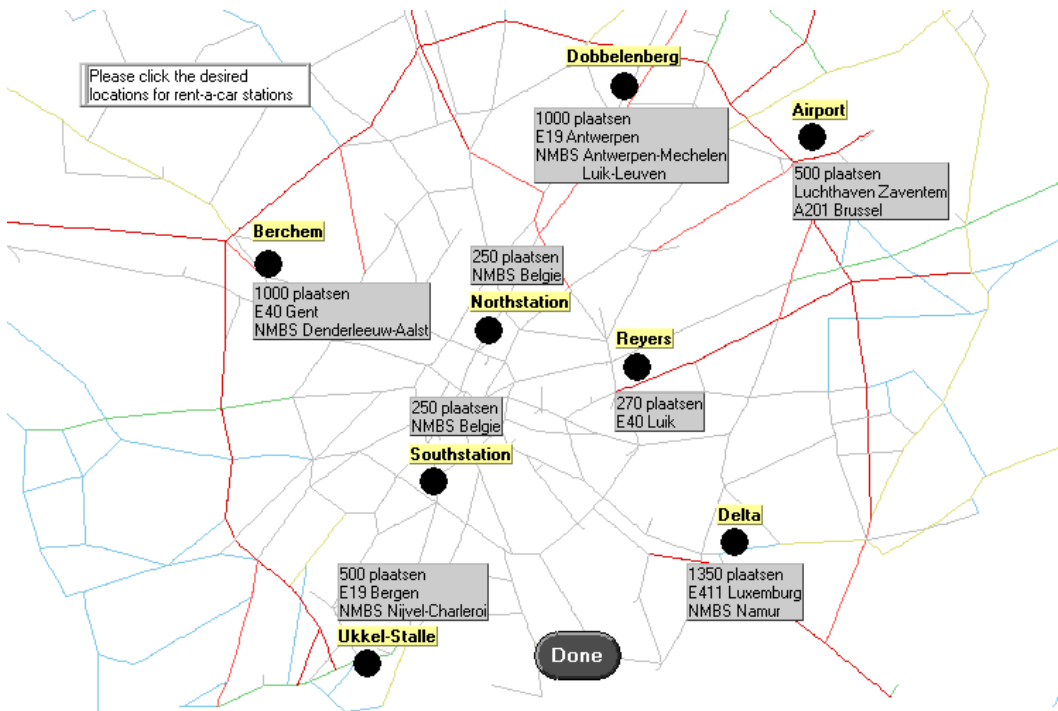 Please click the desired
locations for rent-a-car stations
Dobbelenberg
1000 plaatsen
E19 Antwerpen
NMBS Antwerpen-Mechelen
Luik-Leuven
Airport
500 plaatsen
Luchthaven Zaventem
A201 Brussel
Berchem
1000 plaatsen
E40 Gent
NMBS Denderleeuw-Aalst
250 plaatsen
NMBS Belgie
Northstation
Reyers
270 plaatsen
E40 Luik
250 plaatsen
NMBS Belgie
Southstation
Delta
1350 plaatsen
E411 Luxemburg
NMBS Namur
500 plaatsen
E19 Bergen
NMBS Nijvel-Charleroi
Ukkel-Stalle
Done